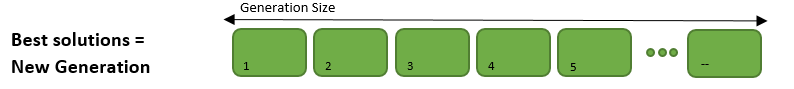 Generation Size
Best solutions =
New Generation
1 2 3 4 5 --